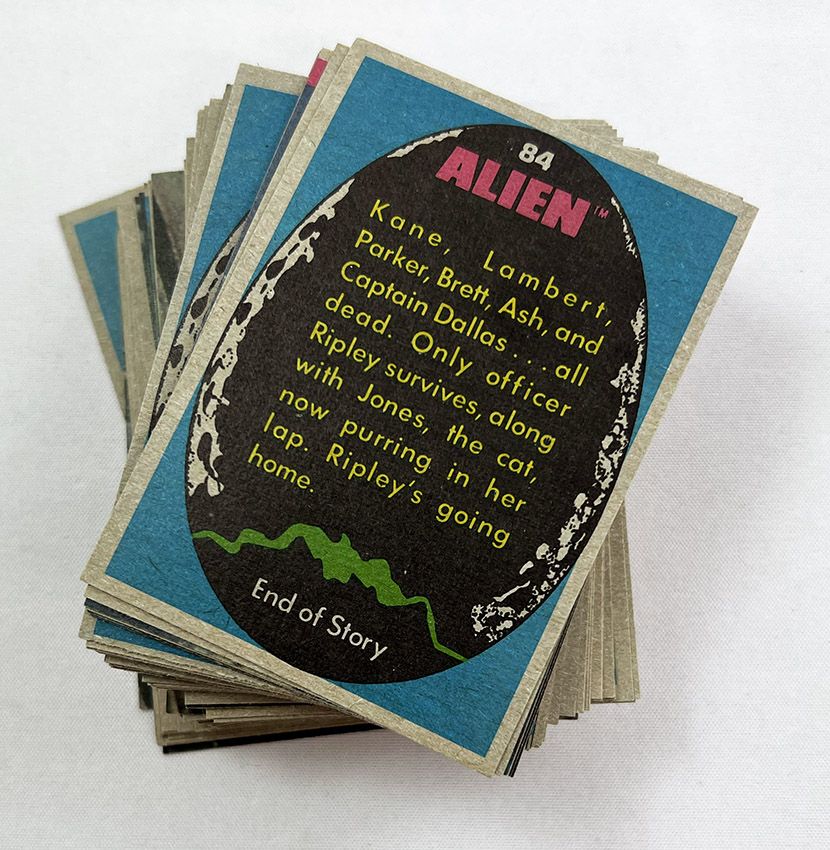 84
ALIEN™
Kane, Lambert,
Parker, Brett, Ash, and
Captain Dallas . . . all
dead. Only officer
Ripley survives, along
with Jones, the cat,
now purring in her
lap. Ripley's going
home.
End of Story